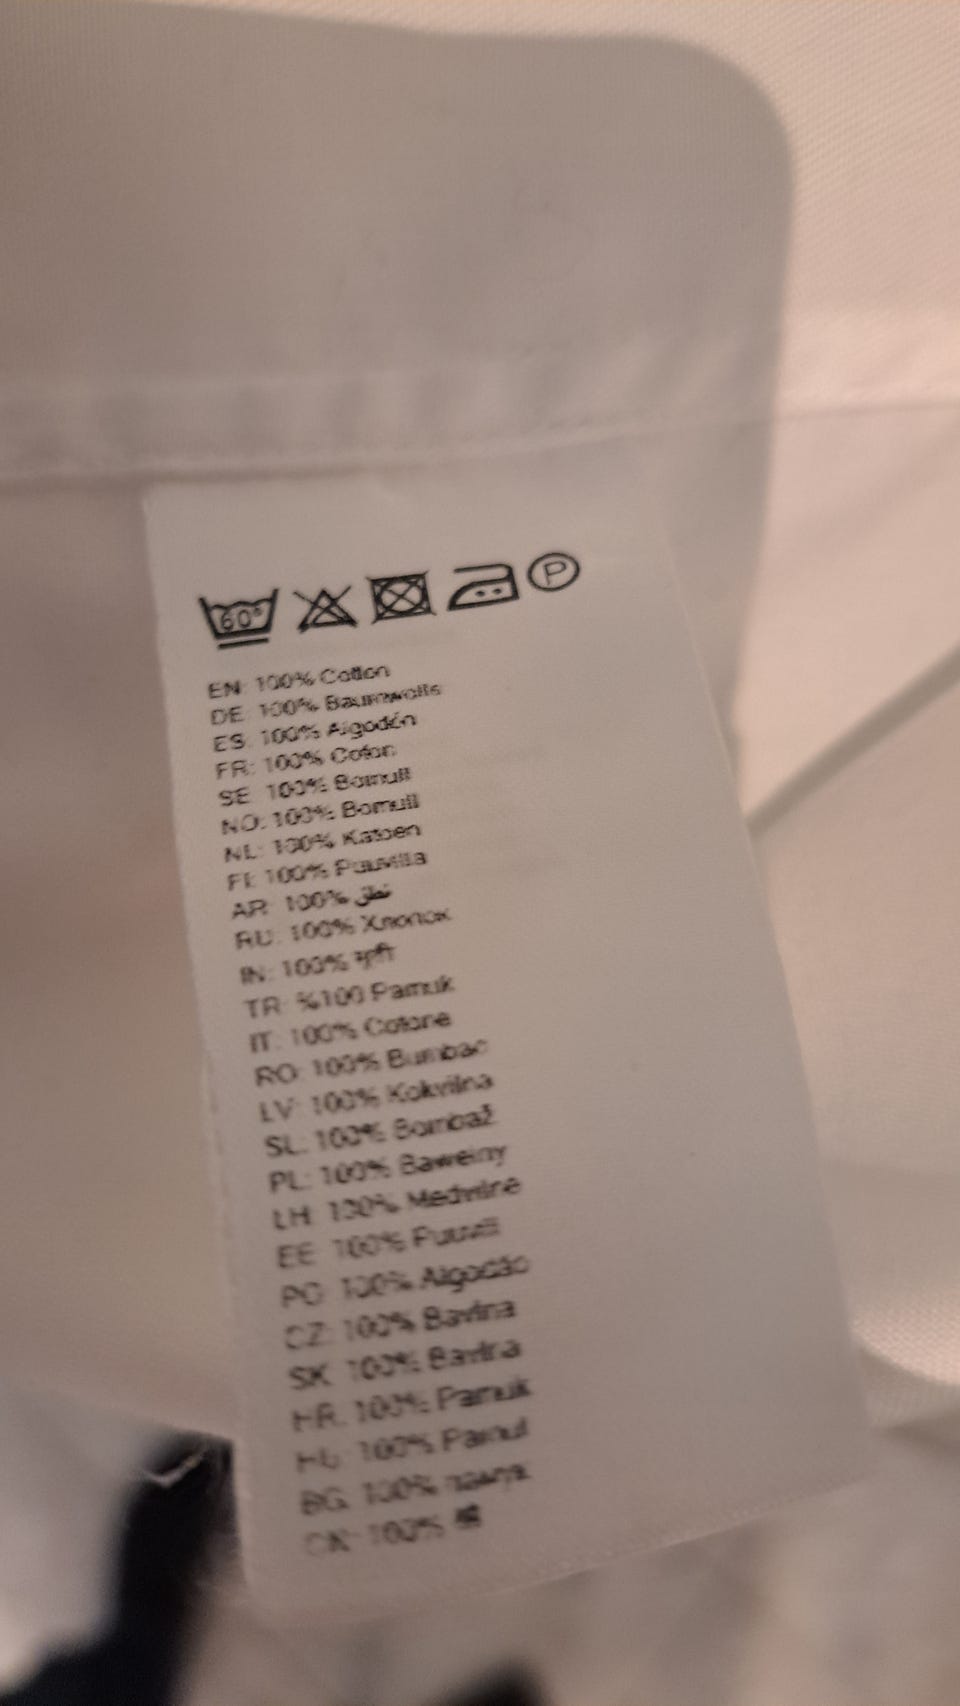 60°
P
EN: 100% Cotton
DE: 100% Baumwolle
ES: 100% Algodón
FR: 100% Coton
SE: 100% Bomull
NO: 100% Bomull
NL: 100% Katoen
FI: 100% Puuvilla
AR: 100% قطن
RU: 100% Хлопок
IN: 100%
TR: %100 Pamuk
IT: 100% Cotone
RO: 100% Bumbac
LV: 100% Kokvilna
SL: 100% Bombaž
PL: 100% Bawełny
LH: 100% Medvilne
EE: 100% Puuvill
PO: 100% Algodão
CZ: 100% Bavlna
SK: 100% Bavlna
HR: 100% Pamuk
HU: 100% Pamut
BG: 100%
CN: 100% 棉